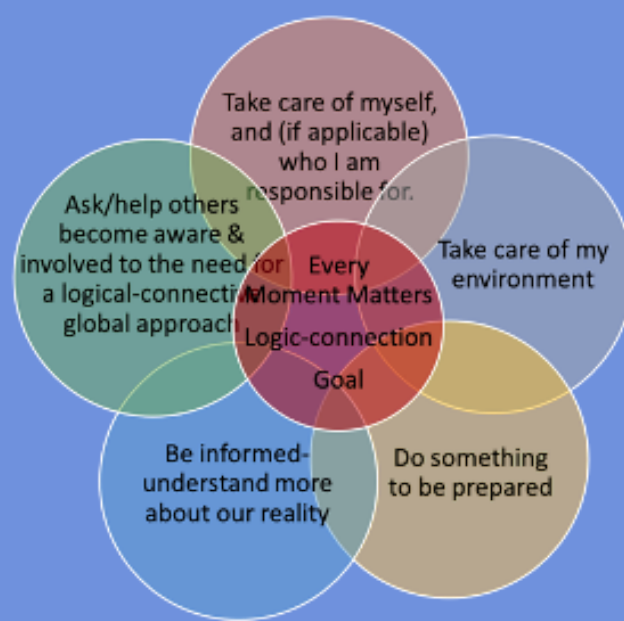 Take care of myself,
and (if applicable)
who I am
responsible for.
Ask/help others
become aware &
involved to the need for
a logical-connective
global approach
Every
Moment Matters
Logic-connection
Goal
Take care of my
environment
Be informed-
understand more
about our reality
Do something
to be prepared